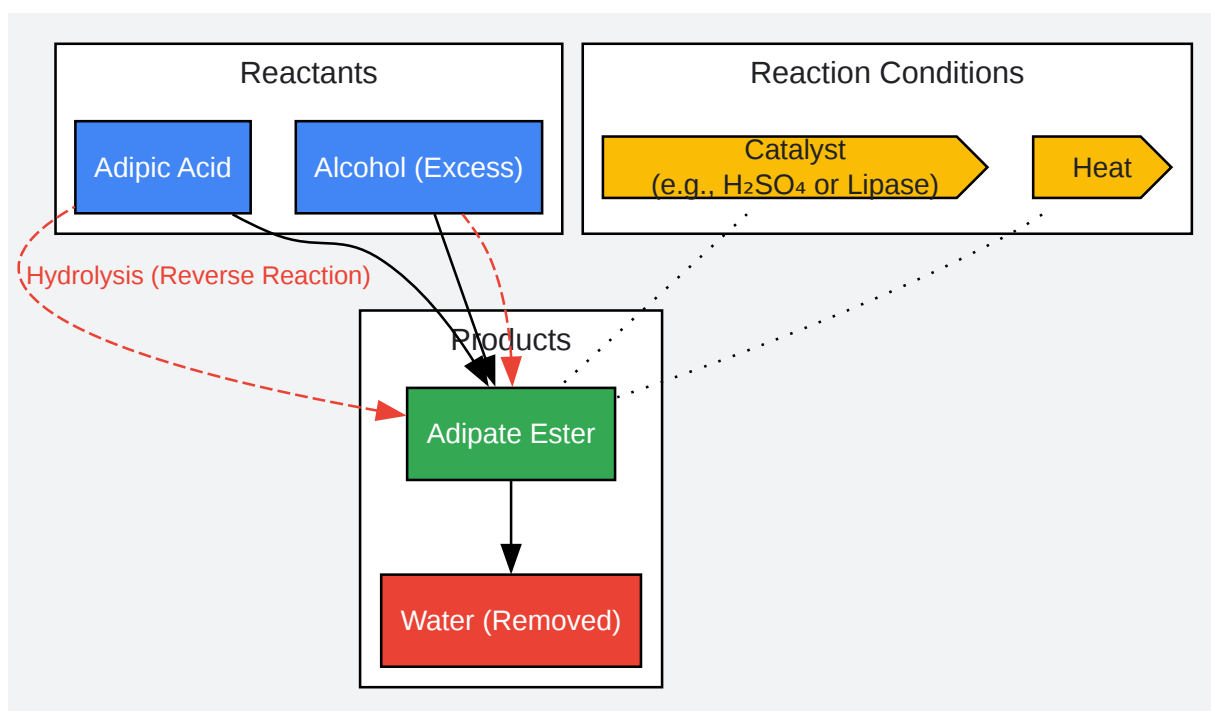 Reactants
Reaction Conditions
Adipic Acid
Alcohol (Excess)
Catalyst
(e.g., H₂SO₄ or Lipase)
Heat
Hydrolysis (Reverse Reaction)
Products
Adipate Ester
Water (Removed)